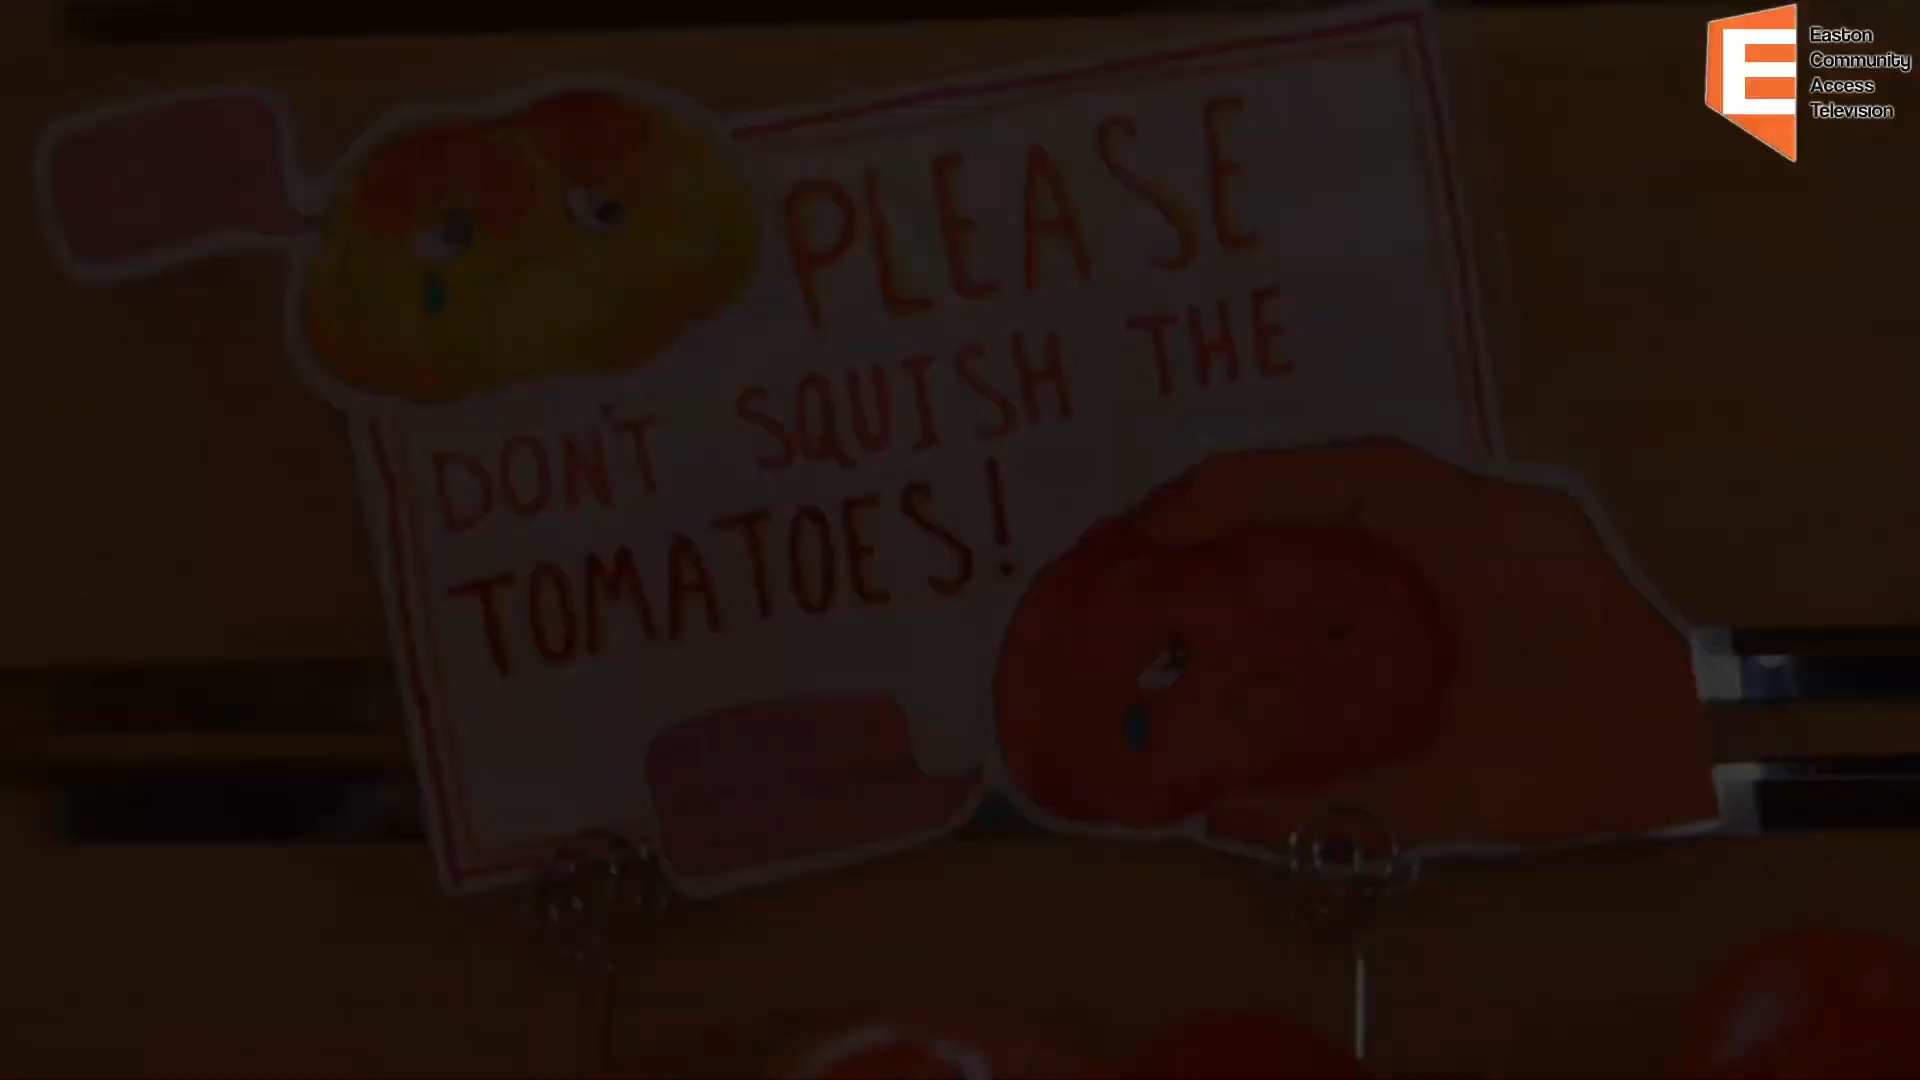 PLEASE
DON'T SQUISH THE
TOMATOES!
Easton
Community
Access
Television